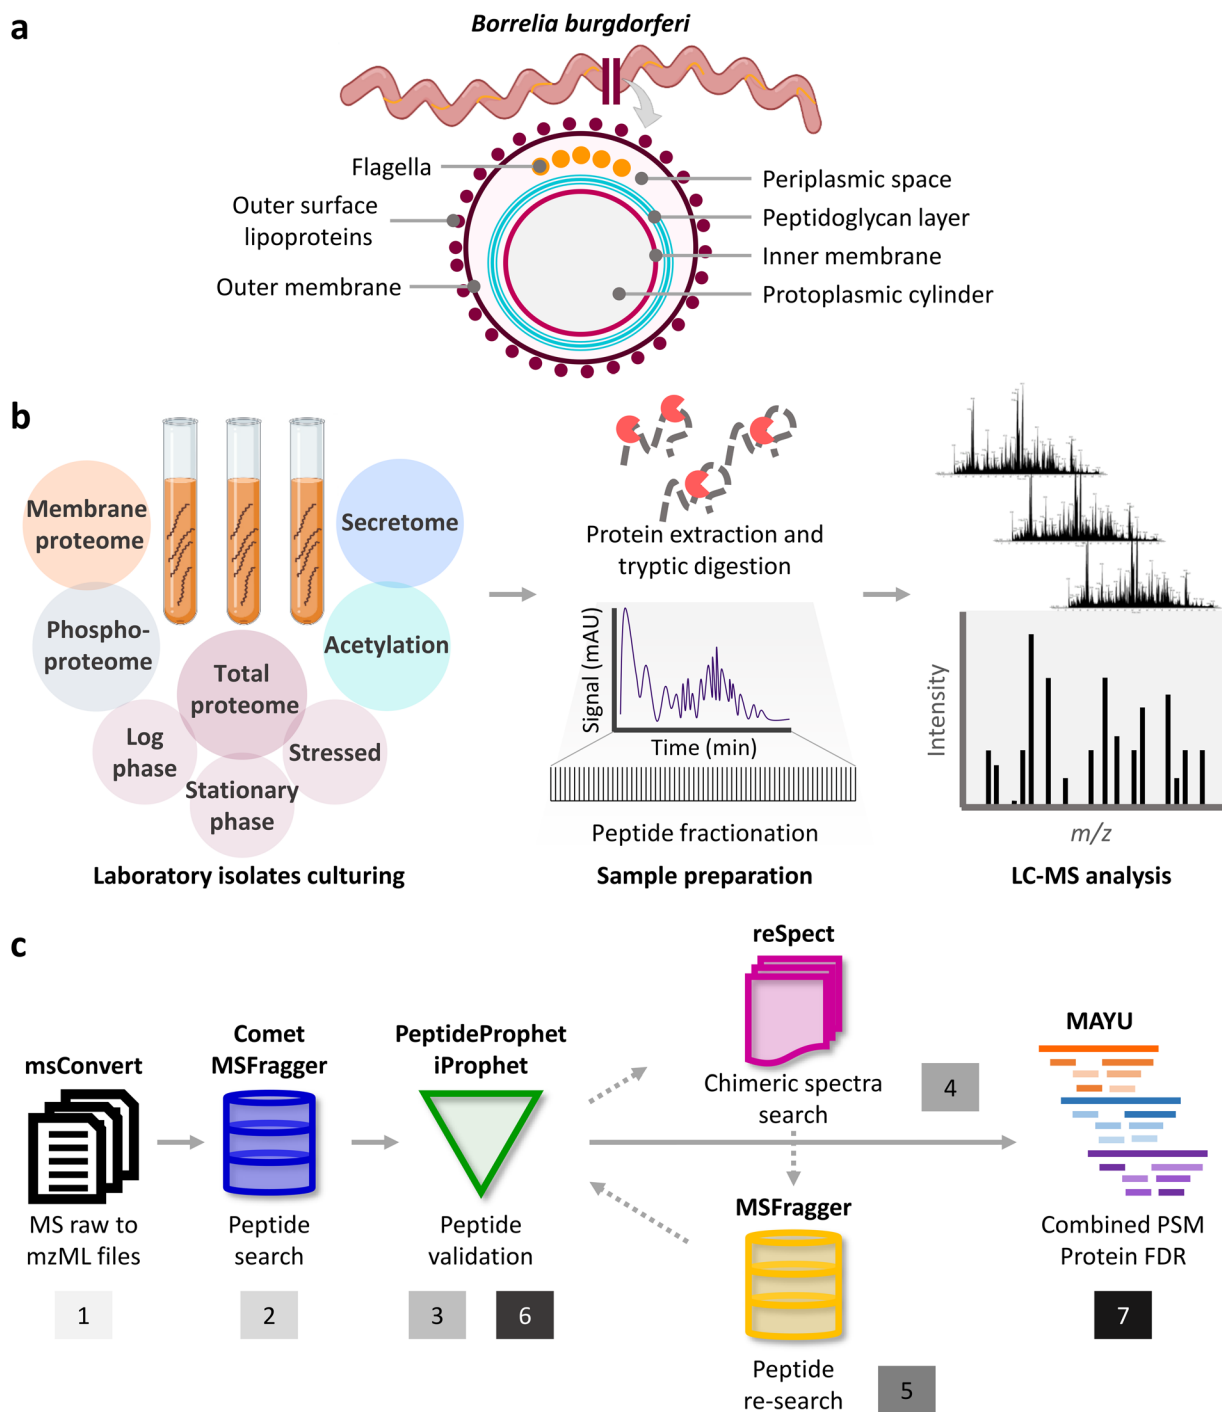 a
Borrelia burgdorferi
Flagella
Outer surface
lipoproteins
Outer membrane
Periplasmic space
Peptidoglycan layer
Inner membrane
Protoplasmic cylinder
b
Membrane
proteome
Phospho-
proteome
Total
proteome
Log
phase
Stationary
phase
Stressed
Acetylation
Secretome
Laboratory isolates culturing
Protein extraction and
tryptic digestion
Signal (mAU)
Time (min)
Peptide fractionation
Sample preparation
Intensity
m/z
LC-MS analysis
c
msConvert
MS raw to
mzML files
1
Comet
MSFragger
Peptide
search
2
PeptideProphet
iProphet
Peptide
validation
3
6
reSpect
Chimeric spectra
search
4
MSFragger
Peptide
re-search
5
MAYU
Combined PSM
Protein FDR
7